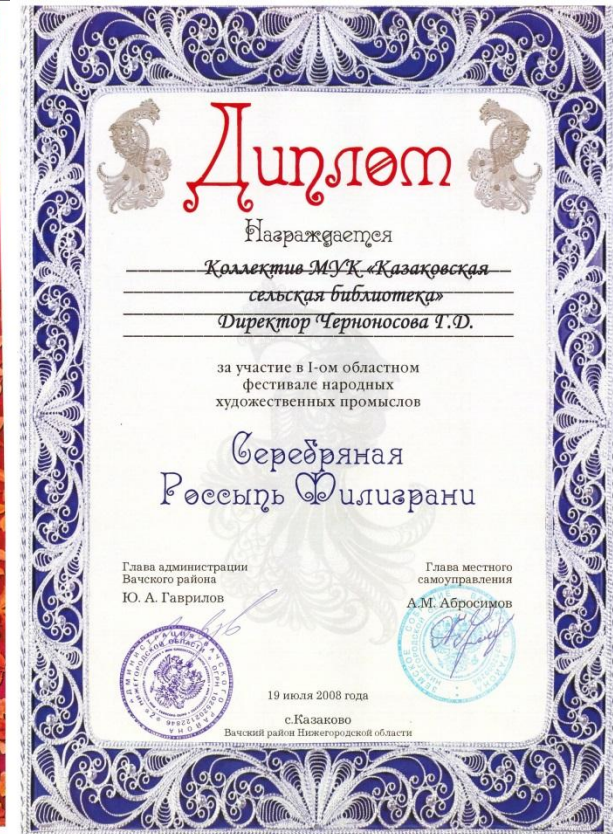 Диплом
Награждается
Коллектив МУК «Казаковская
сельская библиотека»
Директор Черноносова Г.Д.
за участие в I-ом областном
фестивале народных
художественных промыслов
Серебряная
Россыпь Филиграни
Глава администрации
Вачского района
Ю. А. Гаврилов
Глава местного
самоуправления
А.М. Абросимов
19 июля 2008 года
с.Казаково
Вачский район Нижегородской области